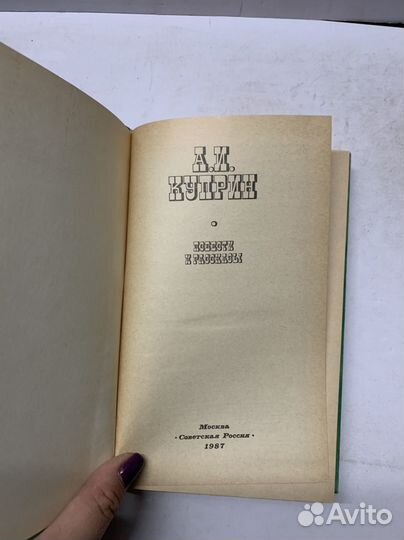 А.И.
КУПРИН
ПОВЕСТИ
И РАССКАЗЫ
Москва
«Советская Россия»
1987
Avito